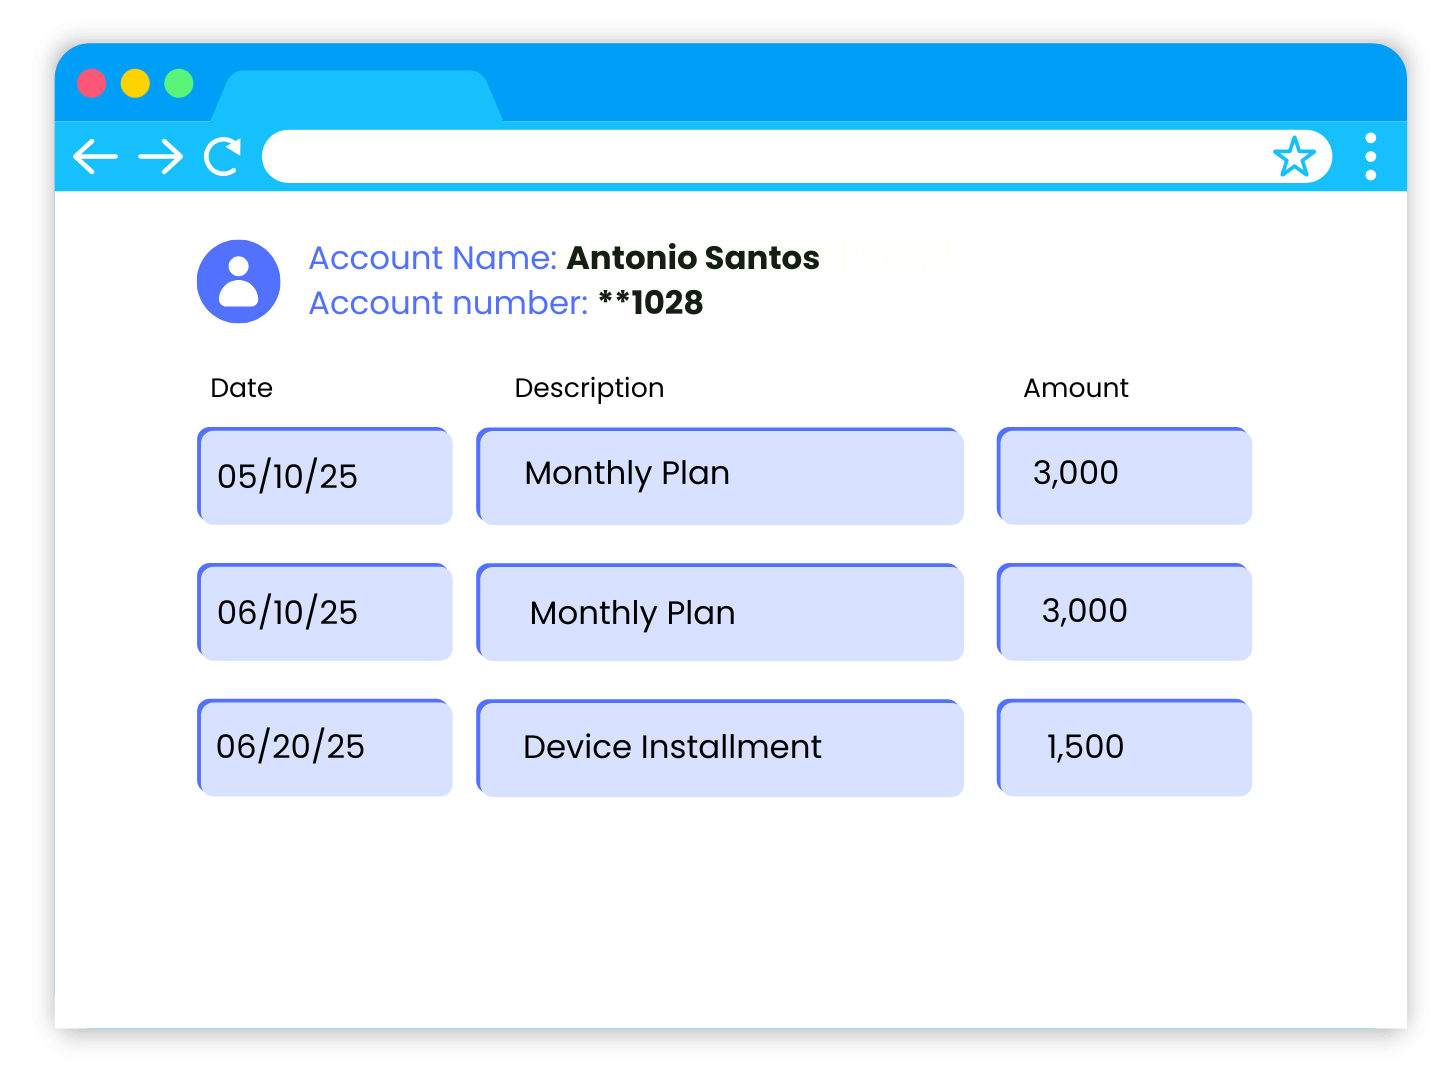 Account Name: Antonio Santos
Account number: **1028
Date Description Amount
05/10/25 Monthly Plan 3,000
06/10/25 Monthly Plan 3,000
06/20/25 Device Installment 1,500